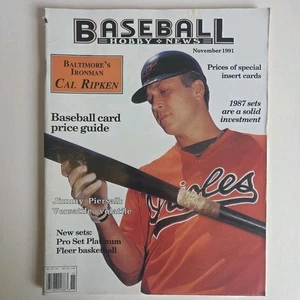 BASEBALL
HOBBY NEWS
November 1991
BALTIMORE'S
IRONMAN
CAL RIPKEN
Prices of special
insert cards
1987 sets
are a solid
investment
Baseball card
price guide
Jimmy Piersall:
Versatile, volatile
Orioles
New sets:
Pro Set Platinum
Fleer basketball